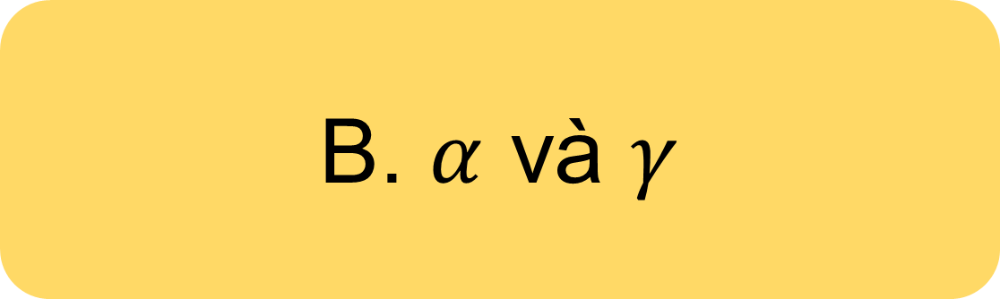 B. 𝛼 và 𝛾